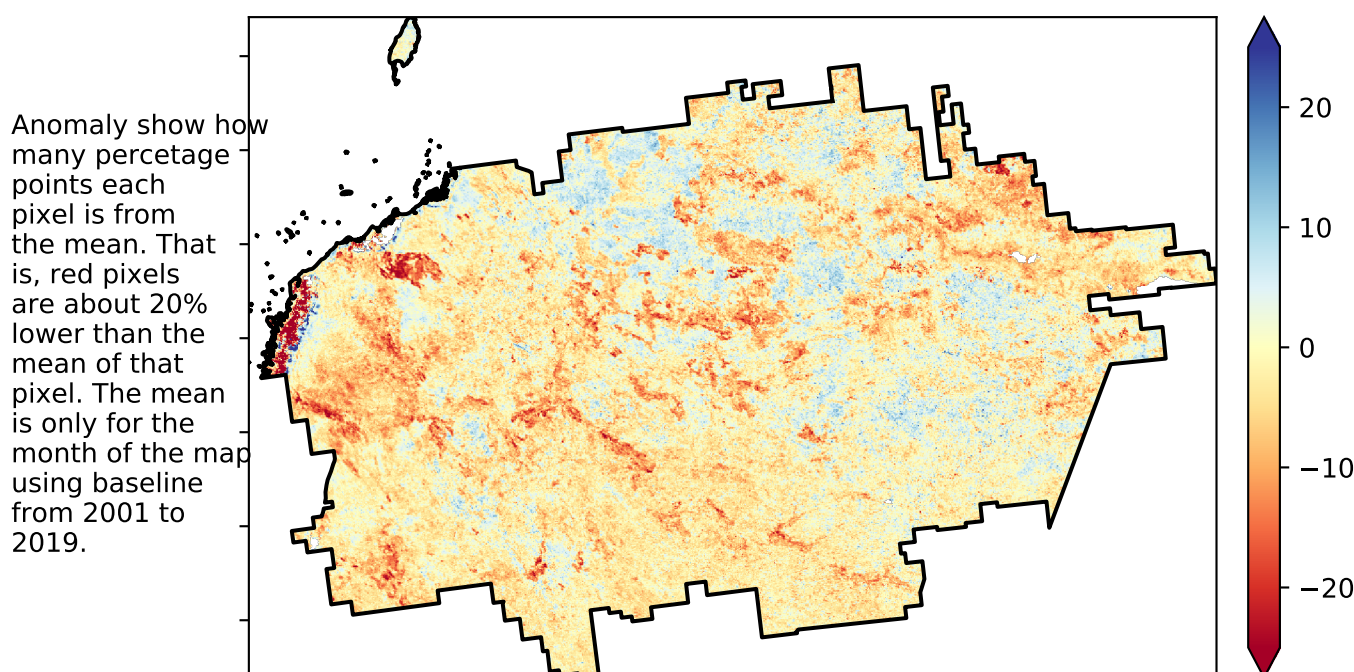 Anomaly show how
many percetage
points each
pixel is from
the mean. That
is, red pixels
are about 20%
lower than the
mean of that
pixel. The mean
is only for the
month of the map
using baseline
from 2001 to
2019.
20
10
0
−10
−20